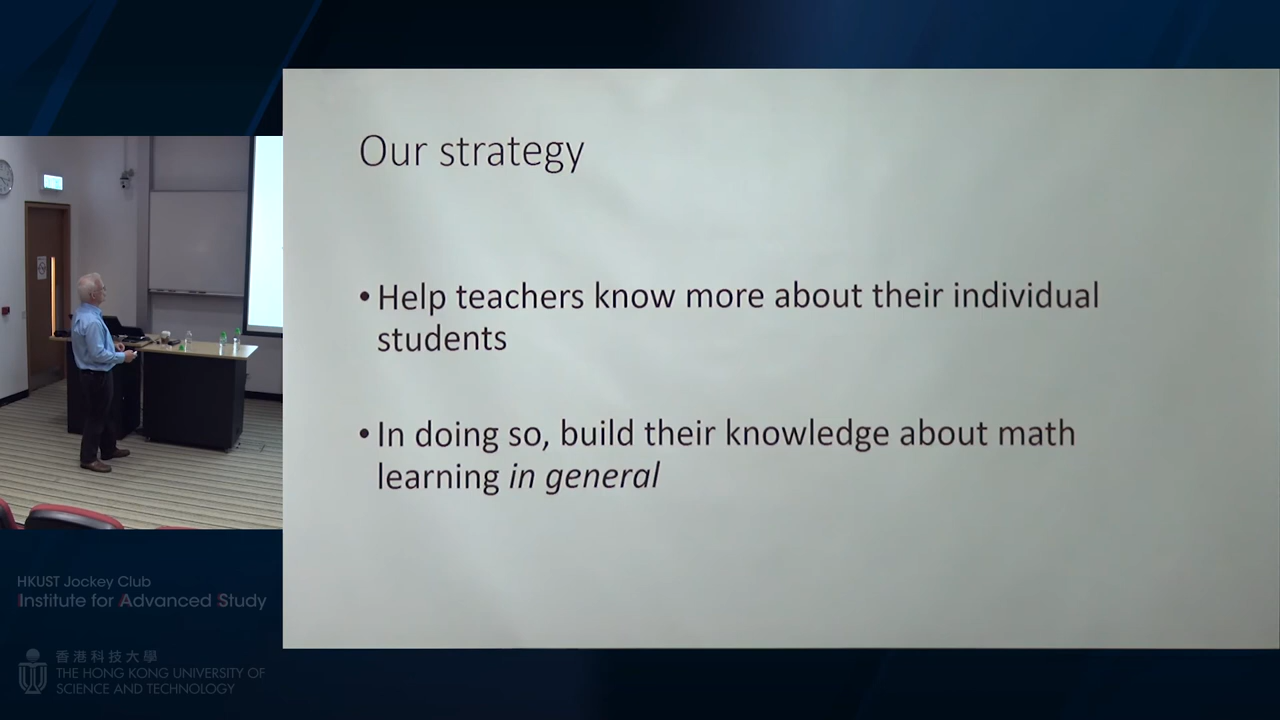 Our strategy
• Help teachers know more about their individual
students
• In doing so, build their knowledge about math
learning in general
HKUST Jockey Club
Institute for Advanced Study
香港科技大學
THE HONG KONG UNIVERSITY OF
SCIENCE AND TECHNOLOGY